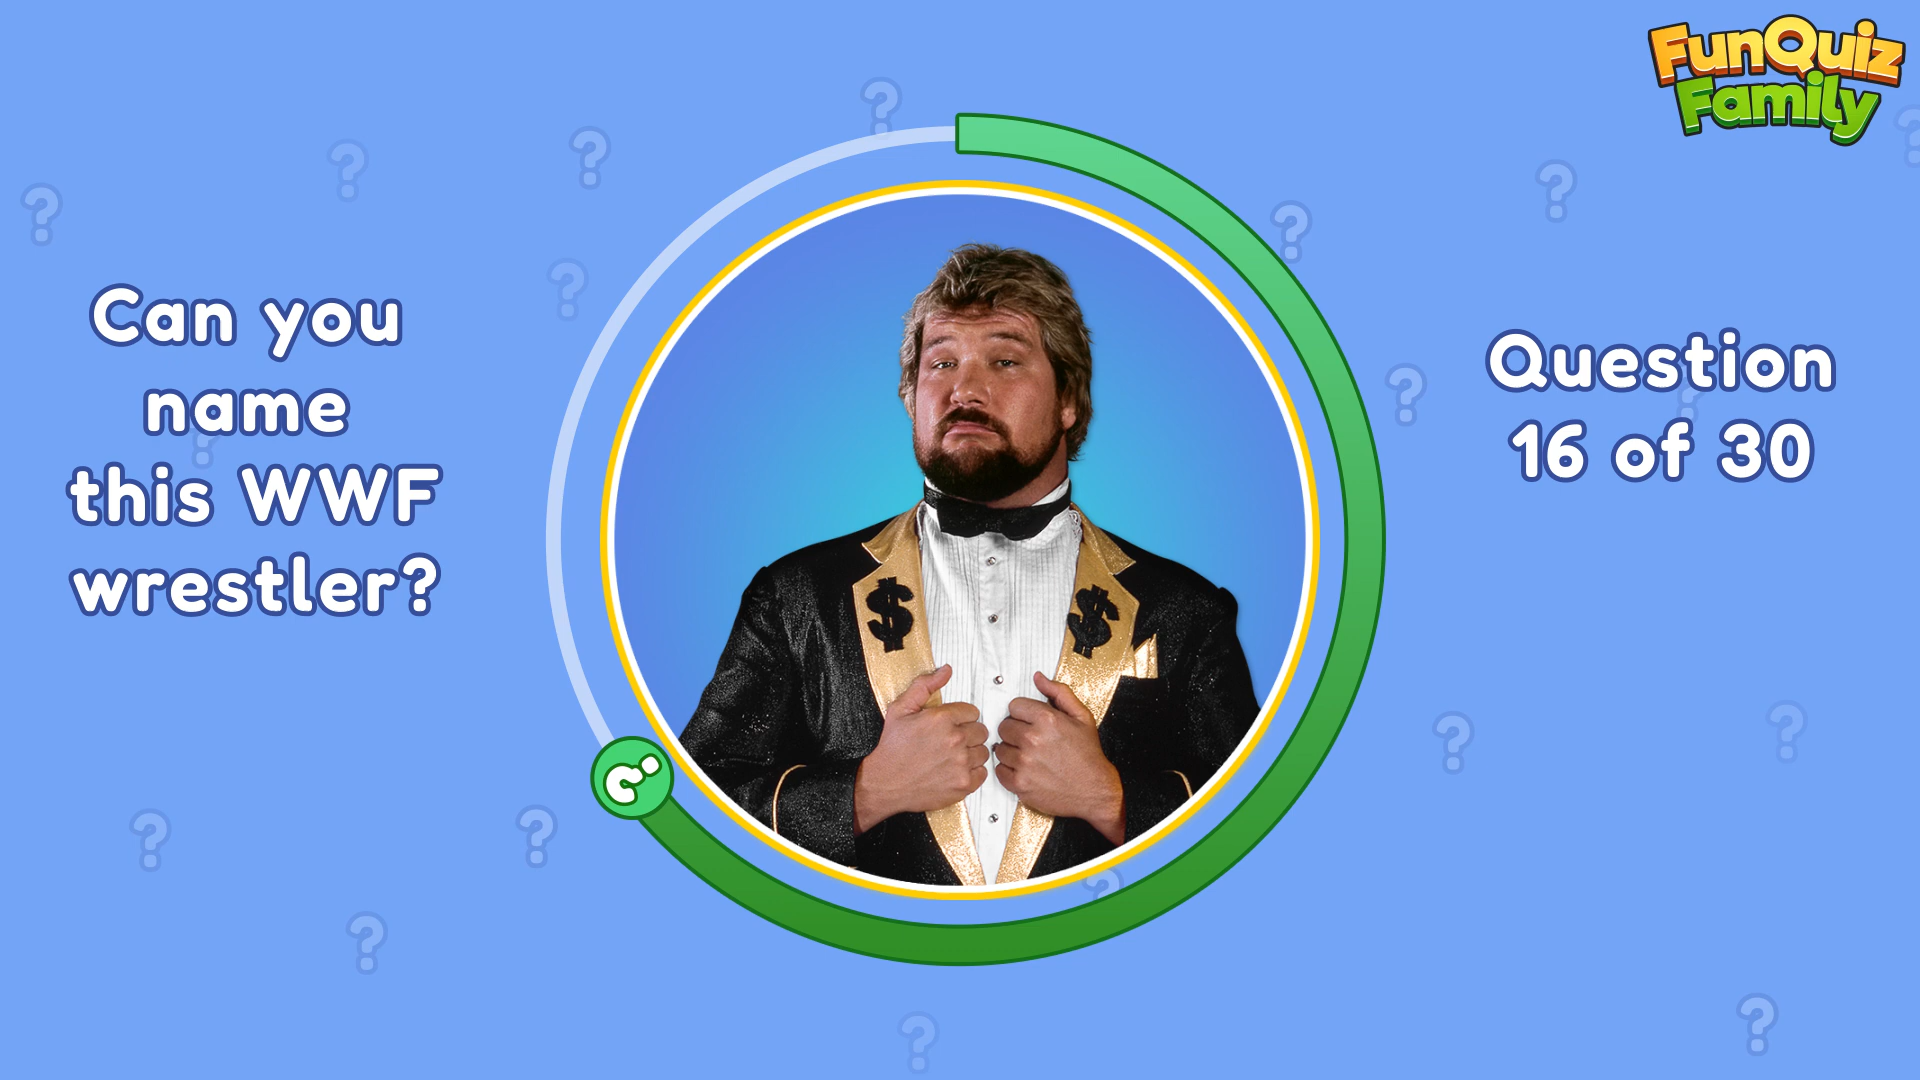 FunQuiz
Family
Can you
name
this WWF
wrestler?
Question
16 of 30
$ $